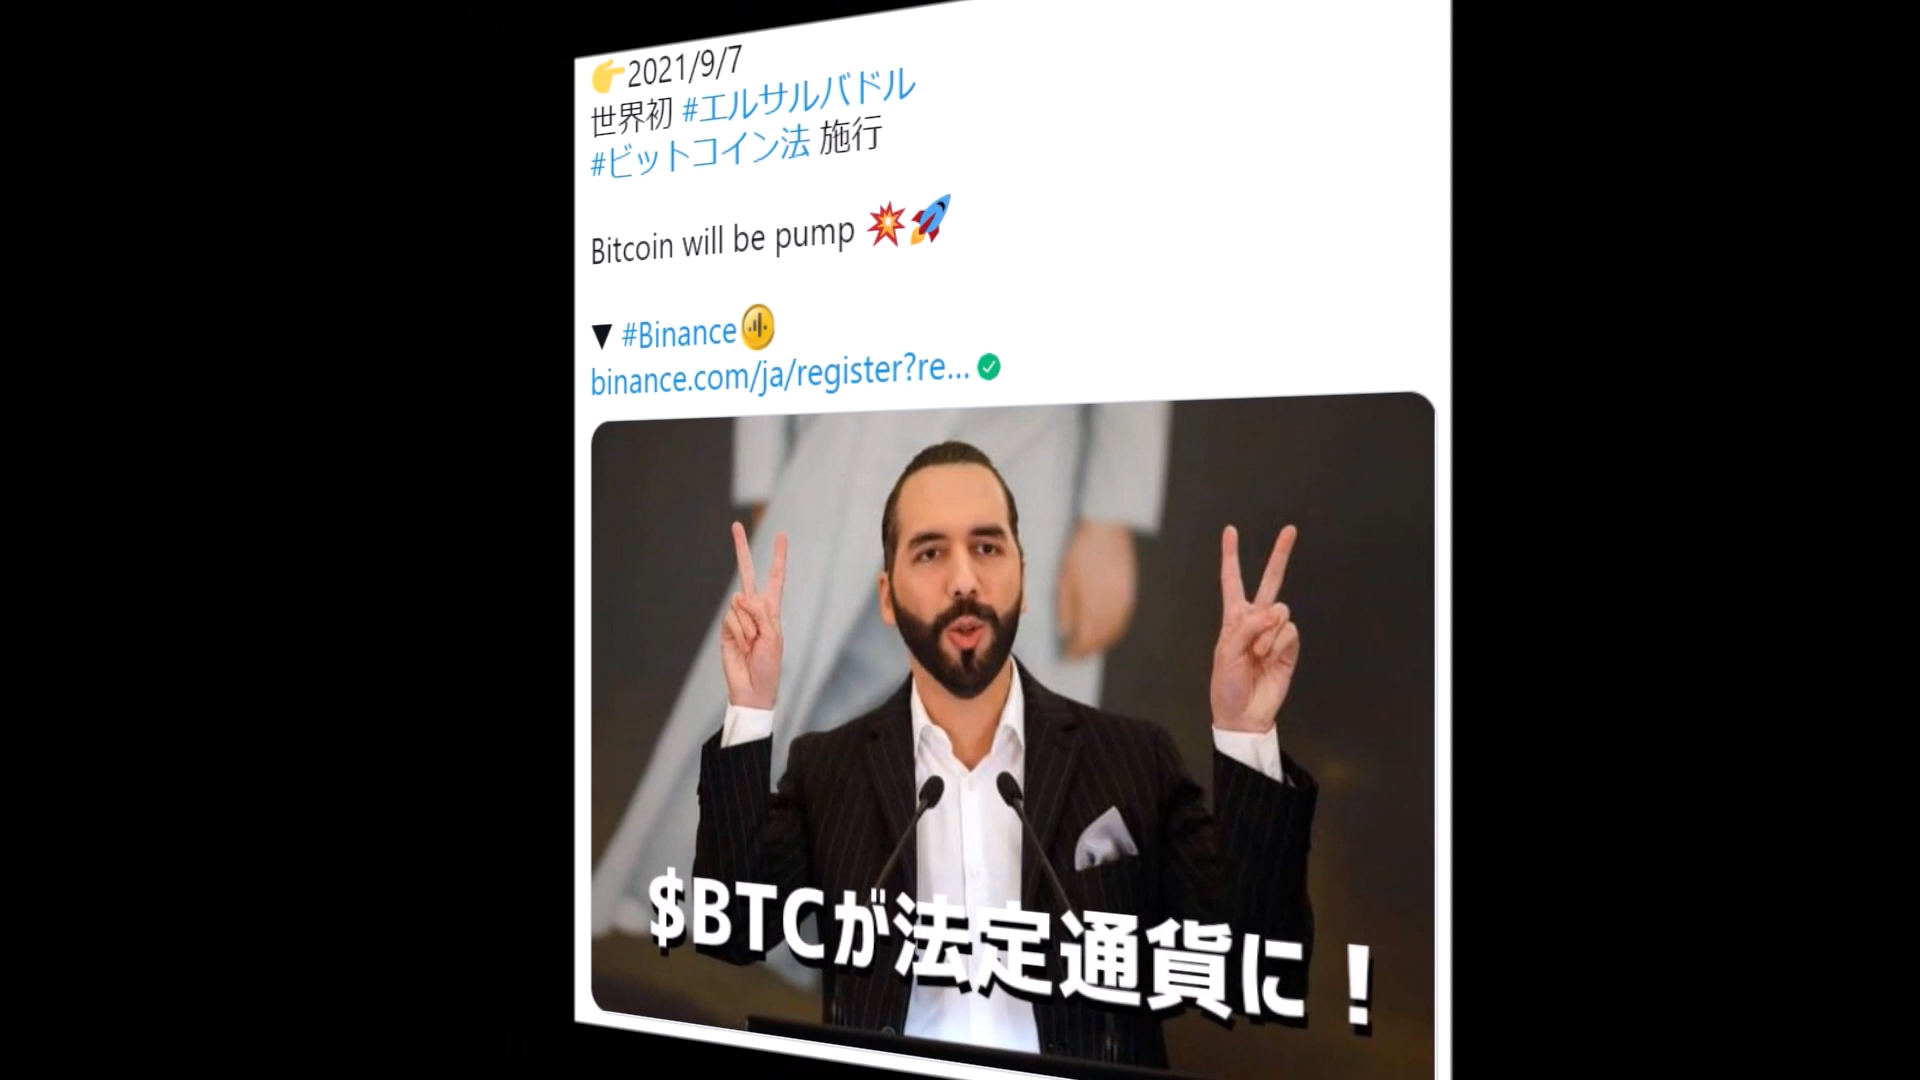 👉2021/9/7
世界初 #エルサルバドル
#ビットコイン法 施行
Bitcoin will be pump 💥🚀
▼ #Binance
binance.com/ja/register?re... ✅
$BTCが法定通貨に！